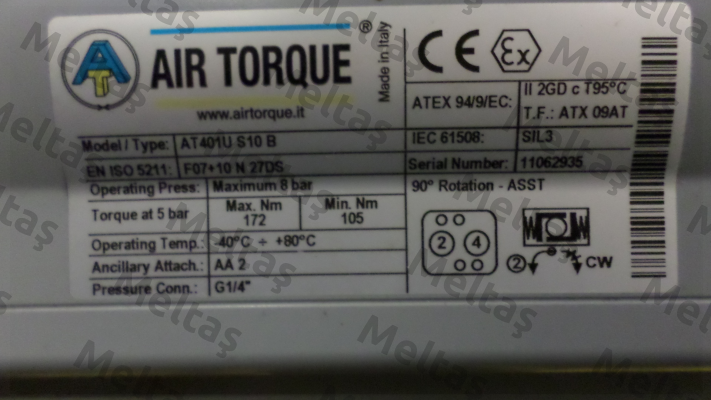 AT
AIR TORQUE ®
www.airtorque.it
Made in Italy
CE Ex
ATEX 94/9/EC: II 2GD c T95°C
T.F.: ATX 09AT
Model / Type: AT401U S10 B
IEC 61508: SIL3
EN ISO 5211: F07+10 N 27DS
Serial Number: 11062935
Operating Press: Maximum 8 bar
90° Rotation - ASST
Torque at 5 bar Max. Nm Min. Nm
172 105
Operating Temp.: -40°C ÷ +80°C
Ancillary Attach.: AA 2
Pressure Conn.: G1/4"
2 4
2 CW
Meltaş
Meltaş
Meltaş
Meltaş
Meltaş
Meltaş
Meltaş
Meltaş
Meltaş
Meltaş
Meltaş